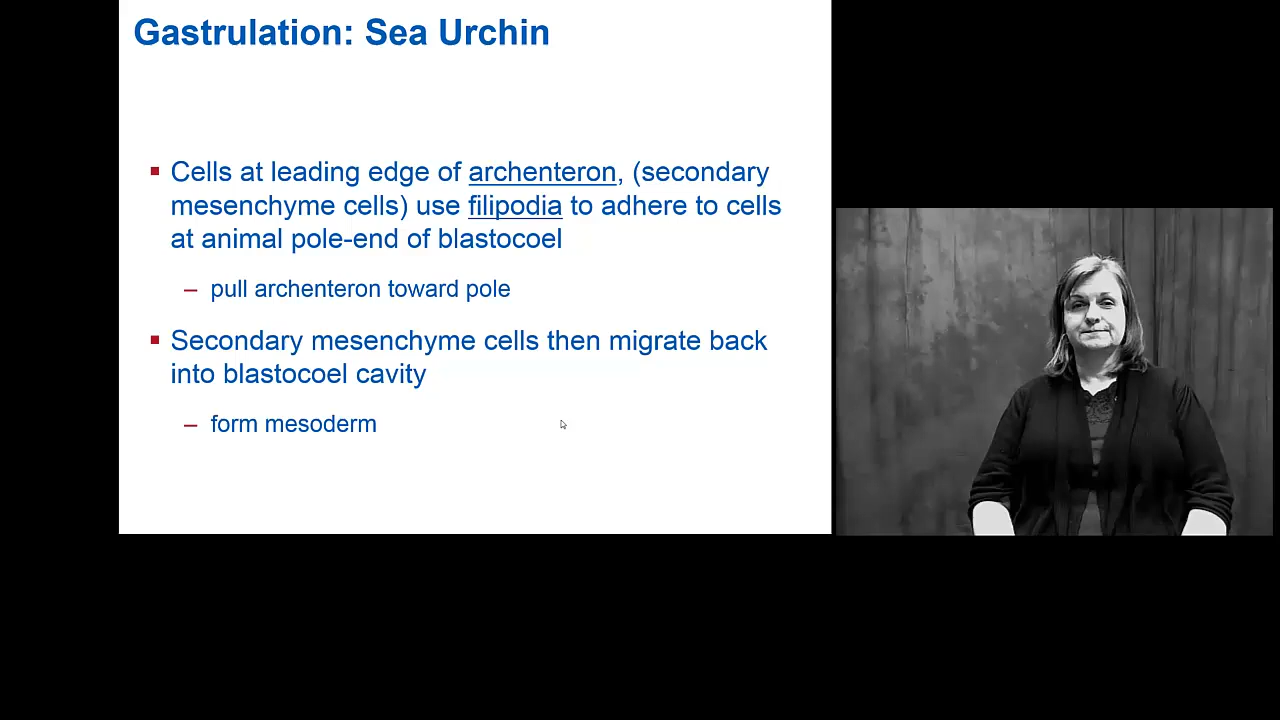 Gastrulation: Sea Urchin
▪ Cells at leading edge of archenteron, (secondary
mesenchyme cells) use filipodia to adhere to cells
at animal pole-end of blastocoel
– pull archenteron toward pole
▪ Secondary mesenchyme cells then migrate back
into blastocoel cavity
– form mesoderm